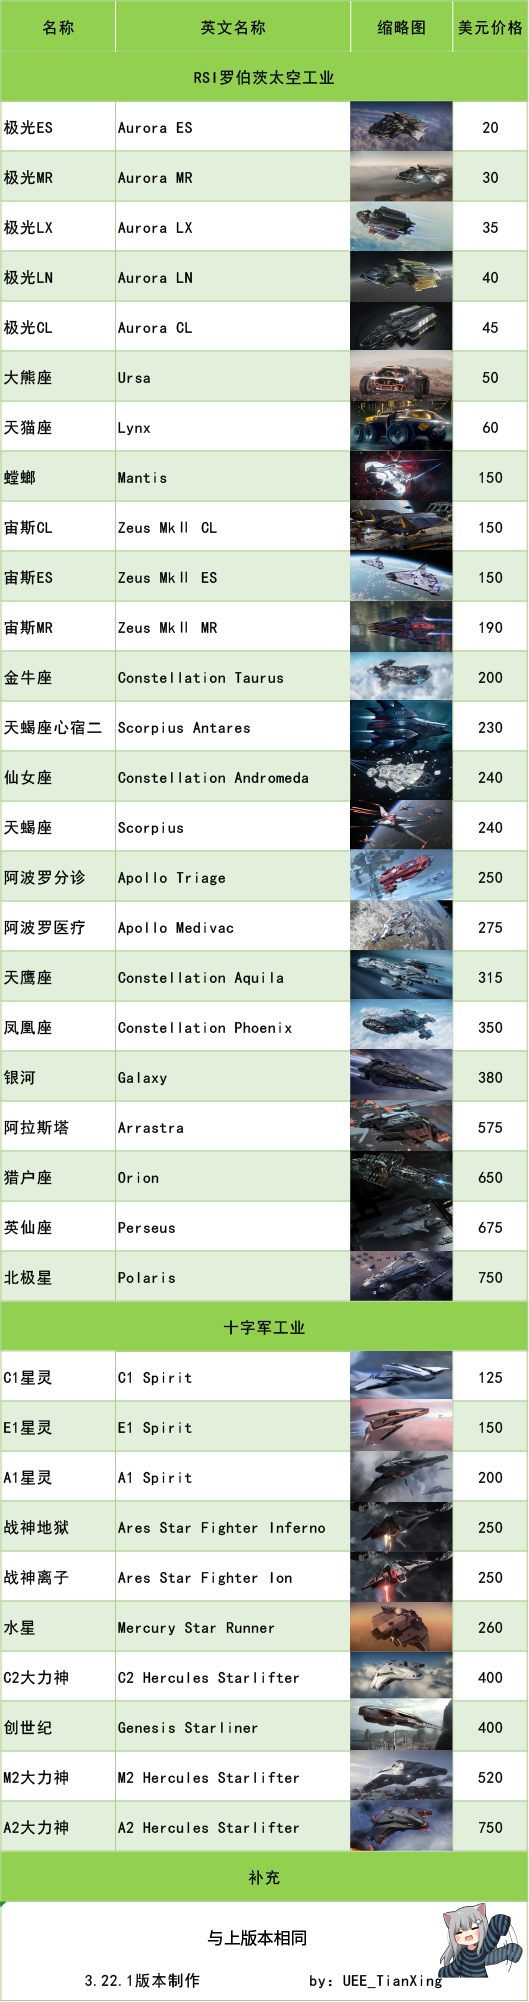 名称 英文名称 缩略图 美元价格
RSI罗伯茨太空工业
极光ES Aurora ES 20
极光MR Aurora MR 30
极光LX Aurora LX 35
极光LN Aurora LN 40
极光CL Aurora CL 45
大熊座 Ursa 50
天猫座 Lynx 60
螳螂 Mantis 150
宙斯CL Zeus MkⅡ CL 150
宙斯ES Zeus MkⅡ ES 150
宙斯MR Zeus MkⅡ MR 190
金牛座 Constellation Taurus 200
天蝎座心宿二 Scorpius Antares 230
仙女座 Constellation Andromeda 240
天蝎座 Scorpius 240
阿波罗分诊 Apollo Triage 250
阿波罗医疗 Apollo Medivac 275
天鹰座 Constellation Aquila 315
凤凰座 Constellation Phoenix 350
银河 Galaxy 380
阿拉斯塔 Arrastra 575
猎户座 Orion 650
英仙座 Perseus 675
北极星 Polaris 750
十字军工业
C1星灵 C1 Spirit 125
E1星灵 E1 Spirit 150
A1星灵 A1 Spirit 200
战神地狱 Ares Star Fighter Inferno 250
战神离子 Ares Star Fighter Ion 250
水星 Mercury Star Runner 260
C2大力神 C2 Hercules Starlifter 400
创世纪 Genesis Starliner 400
M2大力神 M2 Hercules Starlifter 520
A2大力神 A2 Hercules Starlifter 750
补充
与上版本相同
3.22.1版本制作 by: UEE_TianXing